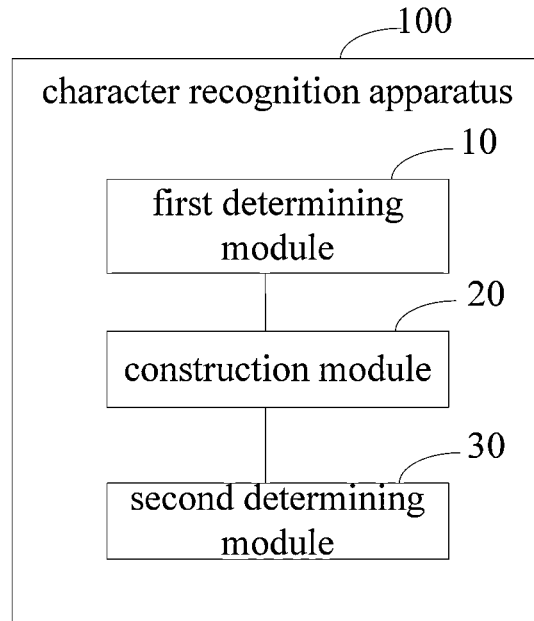 100
character recognition apparatus
10
first determining
module
20
construction module
30
second determining
module